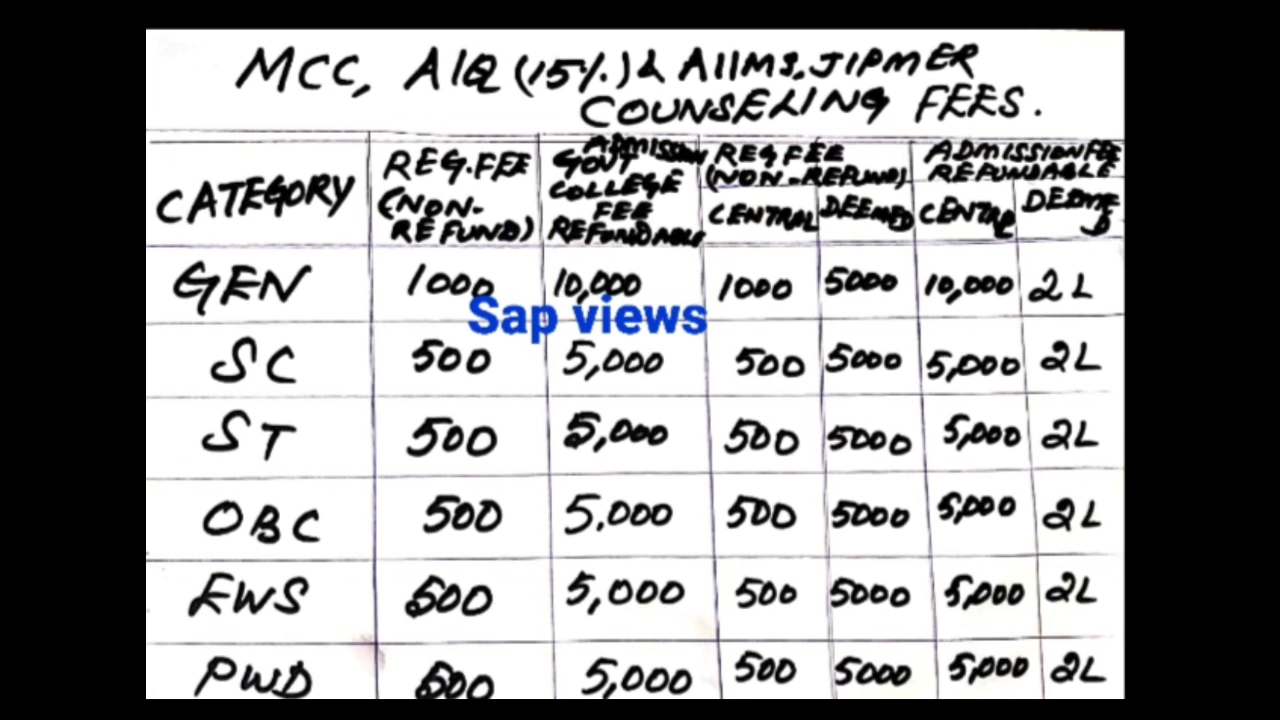 MCC, AIQ (15%) & AIIMS, JIPMER
COUNSELING FEES.
CATEGORY
REG.FEE
(NON-
REFUND)
ADMISSION
GOVT
COLLEGE
FEE
REFUNDABLE
REG FEE
(NON-REFUND)
CENTRAL DEEMED
ADMISSION FEE
REFUNDABLE
CENTRL DEEMED
GEN 1000 10,000 1000 5000 10,000 2L
Sap views
SC 500 5,000 500 5000 5,000 2L
ST 500 5,000 500 5000 5,000 2L
OBC 500 5.000 500 5000 5,000 2L
EWS 500 5,000 500 5000 5,000 2L
PWD 500 5,000 500 5000 5,000 2L